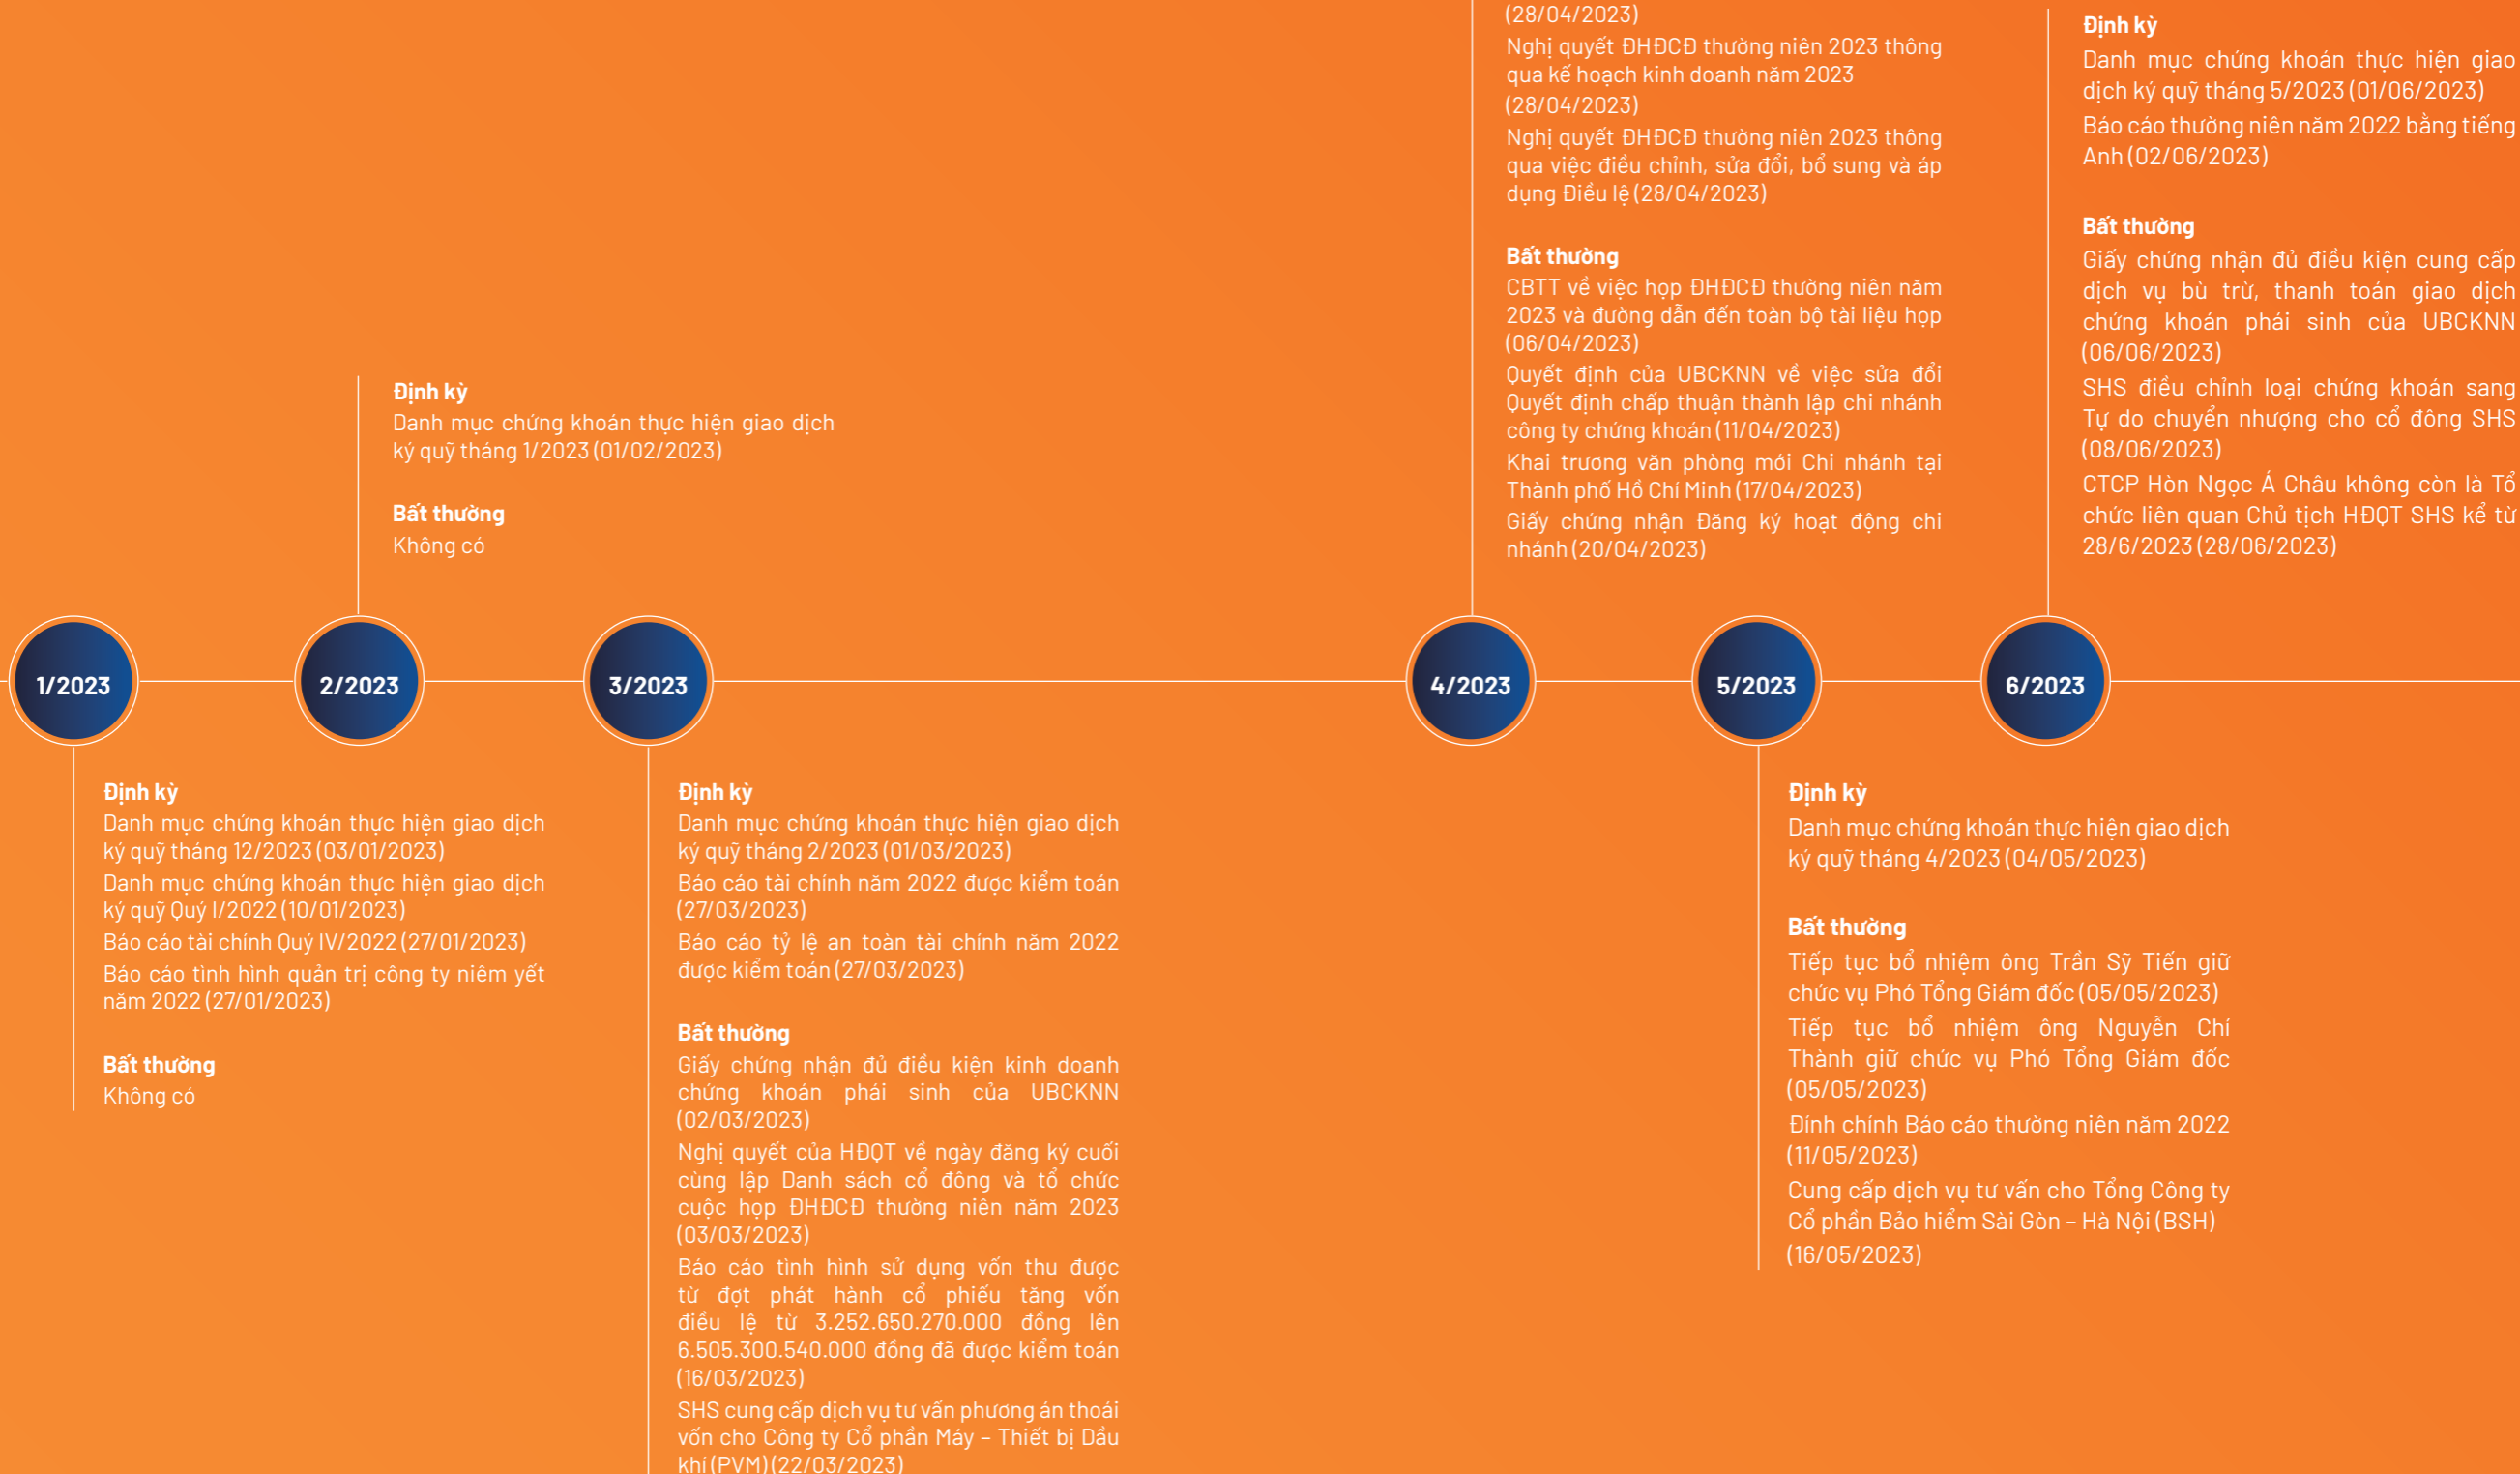 1/2023
Định kỳ
Danh mục chứng khoán thực hiện giao dịch
ký quỹ tháng 12/2023 (03/01/2023)
Danh mục chứng khoán thực hiện giao dịch
ký quỹ Quý I/2022 (10/01/2023)
Báo cáo tài chính Quý IV/2022 (27/01/2023)
Báo cáo tình hình quản trị công ty niêm yết
năm 2022 (27/01/2023)
Bất thường
Không có
2/2023
Định kỳ
Danh mục chứng khoán thực hiện giao dịch
ký quỹ tháng 1/2023 (01/02/2023)
Bất thường
Không có
3/2023
Định kỳ
Danh mục chứng khoán thực hiện giao dịch
ký quỹ tháng 2/2023 (01/03/2023)
Báo cáo tài chính năm 2022 được kiểm toán
(27/03/2023)
Báo cáo tỷ lệ an toàn tài chính năm 2022
được kiểm toán (27/03/2023)
Bất thường
Giấy chứng nhận đủ điều kiện kinh doanh
chứng khoán phái sinh của UBCKNN
(02/03/2023)
Nghị quyết của HĐQT về ngày đăng ký cuối
cùng lập Danh sách cổ đông và tổ chức
cuộc họp ĐHĐCĐ thường niên năm 2023
(03/03/2023)
Báo cáo tình hình sử dụng vốn thu được
từ đợt phát hành cổ phiếu tăng vốn
điều lệ từ 3.252.650.270.000 đồng lên
6.505.300.540.000 đồng đã được kiểm toán
(16/03/2023)
SHS cung cấp dịch vụ tư vấn phương án thoái
vốn cho Công ty Cổ phần Máy – Thiết bị Dầu
khí (PVM) (22/03/2023)
4/2023
(28/04/2023)
Nghị quyết ĐHĐCĐ thường niên 2023 thông
qua kế hoạch kinh doanh năm 2023
(28/04/2023)
Nghị quyết ĐHĐCĐ thường niên 2023 thông
qua việc điều chỉnh, sửa đổi, bổ sung và áp
dụng Điều lệ (28/04/2023)
Bất thường
CBTT về việc họp ĐHĐCĐ thường niên năm
2023 và đường dẫn đến toàn bộ tài liệu họp
(06/04/2023)
Quyết định của UBCKNN về việc sửa đổi
Quyết định chấp thuận thành lập chi nhánh
công ty chứng khoán (11/04/2023)
Khai trương văn phòng mới Chi nhánh tại
Thành phố Hồ Chí Minh (17/04/2023)
Giấy chứng nhận Đăng ký hoạt động chi
nhánh (20/04/2023)
5/2023
Định kỳ
Danh mục chứng khoán thực hiện giao dịch
ký quỹ tháng 4/2023 (04/05/2023)
Bất thường
Tiếp tục bổ nhiệm ông Trần Sỹ Tiến giữ
chức vụ Phó Tổng Giám đốc (05/05/2023)
Tiếp tục bổ nhiệm ông Nguyễn Chí
Thành giữ chức vụ Phó Tổng Giám đốc
(05/05/2023)
Đính chính Báo cáo thường niên năm 2022
(11/05/2023)
Cung cấp dịch vụ tư vấn cho Tổng Công ty
Cổ phần Bảo hiểm Sài Gòn – Hà Nội (BSH)
(16/05/2023)
6/2023
Định kỳ
Danh mục chứng khoán thực hiện giao
dịch ký quỹ tháng 5/2023 (01/06/2023)
Báo cáo thường niên năm 2022 bằng tiếng
Anh (02/06/2023)
Bất thường
Giấy chứng nhận đủ điều kiện cung cấp
dịch vụ bù trừ, thanh toán giao dịch
chứng khoán phái sinh của UBCKNN
(06/06/2023)
SHS điều chỉnh loại chứng khoán sang
Tự do chuyển nhượng cho cổ đông SHS
(08/06/2023)
CTCP Hòn Ngọc Á Châu không còn là Tổ
chức liên quan Chủ tịch HĐQT SHS kể từ
28/6/2023 (28/06/2023)